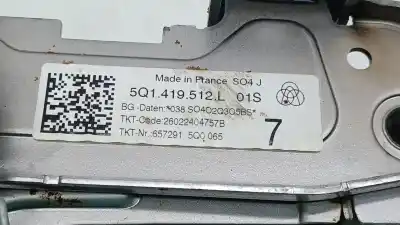 Made in France SO4 J
5Q1.419.512.L 01S
BG-Daten:*038 SO4C2Q3Q5BS*
TKT-Code:26022404757B
TKT-Nr.:657291 5Q0 065
7